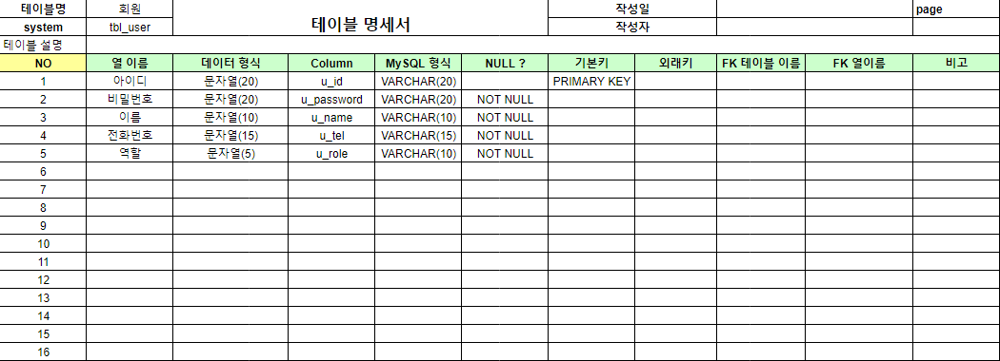 테이블명 회원 테이블 명세서 작성일 page
system tbl_user 작성자
테이블 설명
NO 열 이름 데이터 형식 Column MySQL 형식 NULL ? 기본키 외래키 FK 테이블 이름 FK 열이름 비고
1 아이디 문자열(20) u_id VARCHAR(20) PRIMARY KEY
2 비밀번호 문자열(20) u_password VARCHAR(20) NOT NULL
3 이름 문자열(10) u_name VARCHAR(10) NOT NULL
4 전화번호 문자열(15) u_tel VARCHAR(15) NOT NULL
5 역할 문자열(5) u_role VARCHAR(10) NOT NULL
6
7
8
9
10
11
12
13
14
15
16